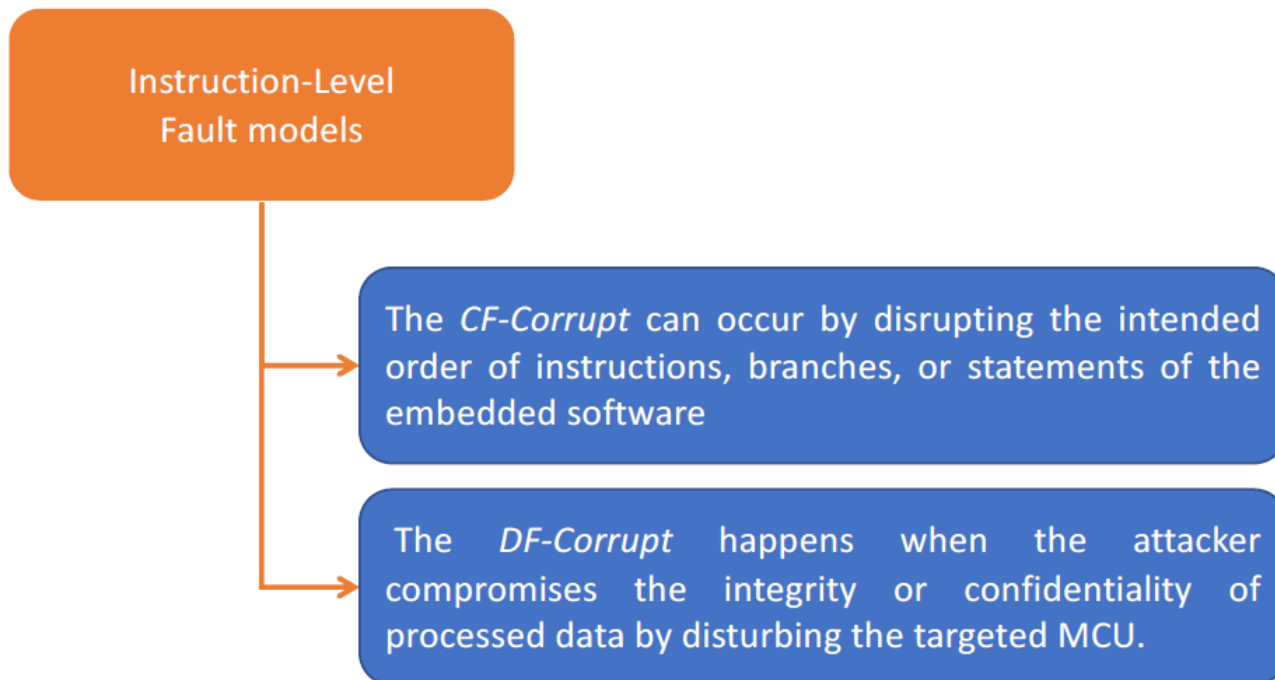 Instruction-Level
Fault models
The CF-Corrupt can occur by disrupting the intended
order of instructions, branches, or statements of the
embedded software
The DF-Corrupt happens when the attacker
compromises the integrity or confidentiality of
processed data by disturbing the targeted MCU.